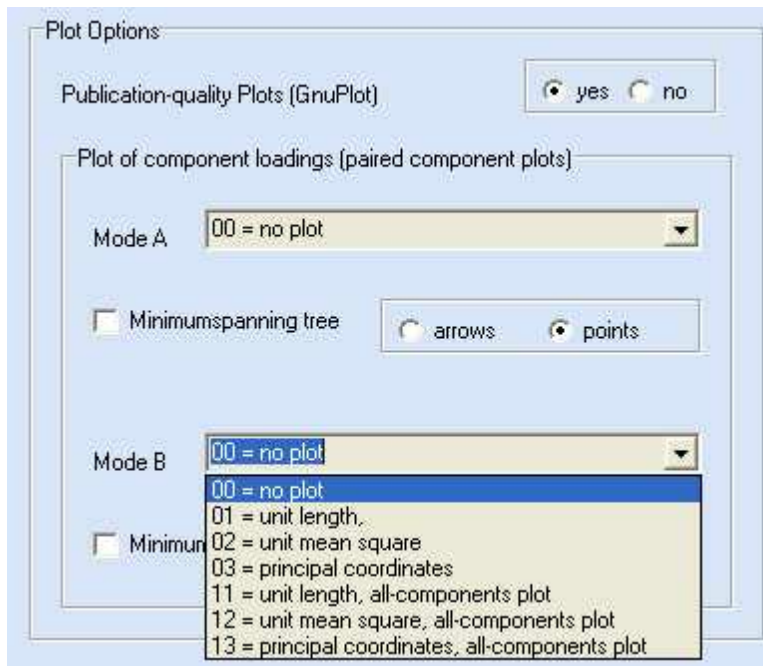 Plot Options
Publication-quality Plots (GnuPlot) yes no
Plot of component loadings (paired component plots)
Mode A 00 = no plot
Minimumspanning tree arrows points
Mode B 00 = no plot
00 = no plot
01 = unit length,
Minimun 02 = unit mean square
03 = principal coordinates
11 = unit length, all-components plot
12 = unit mean square, all-components plot
13 = principal coordinates, all-components plot